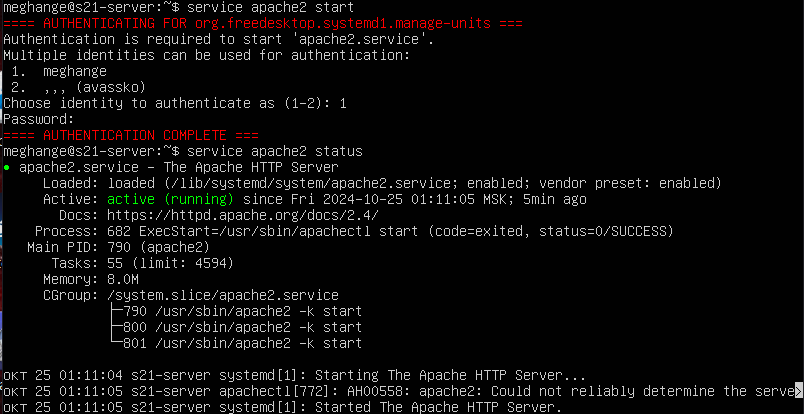 meghange@s21-server:~$ service apache2 start
==== AUTHENTICATING FOR org.freedesktop.systemd1.manage-units ===
Authentication is required to start 'apache2.service'.
Multiple identities can be used for authentication:
 1.  meghange
 2.  ,,, (avassko)
Choose identity to authenticate as (1-2): 1
Password:
==== AUTHENTICATION COMPLETE ===
meghange@s21-server:~$ service apache2 status
● apache2.service - The Apache HTTP Server
     Loaded: loaded (/lib/systemd/system/apache2.service; enabled; vendor preset: enabled)
     Active: active (running) since Fri 2024-10-25 01:11:05 MSK; 5min ago
       Docs: https://httpd.apache.org/docs/2.4/
    Process: 682 ExecStart=/usr/sbin/apachectl start (code=exited, status=0/SUCCESS)
   Main PID: 790 (apache2)
      Tasks: 55 (limit: 4594)
     Memory: 8.0M
     CGroup: /system.slice/apache2.service
             ├─790 /usr/sbin/apache2 -k start
             ├─800 /usr/sbin/apache2 -k start
             └─801 /usr/sbin/apache2 -k start

окт 25 01:11:04 s21-server systemd[1]: Starting The Apache HTTP Server...
окт 25 01:11:05 s21-server apachectl[772]: AH00558: apache2: Could not reliably determine the serve>
окт 25 01:11:05 s21-server systemd[1]: Started The Apache HTTP Server.